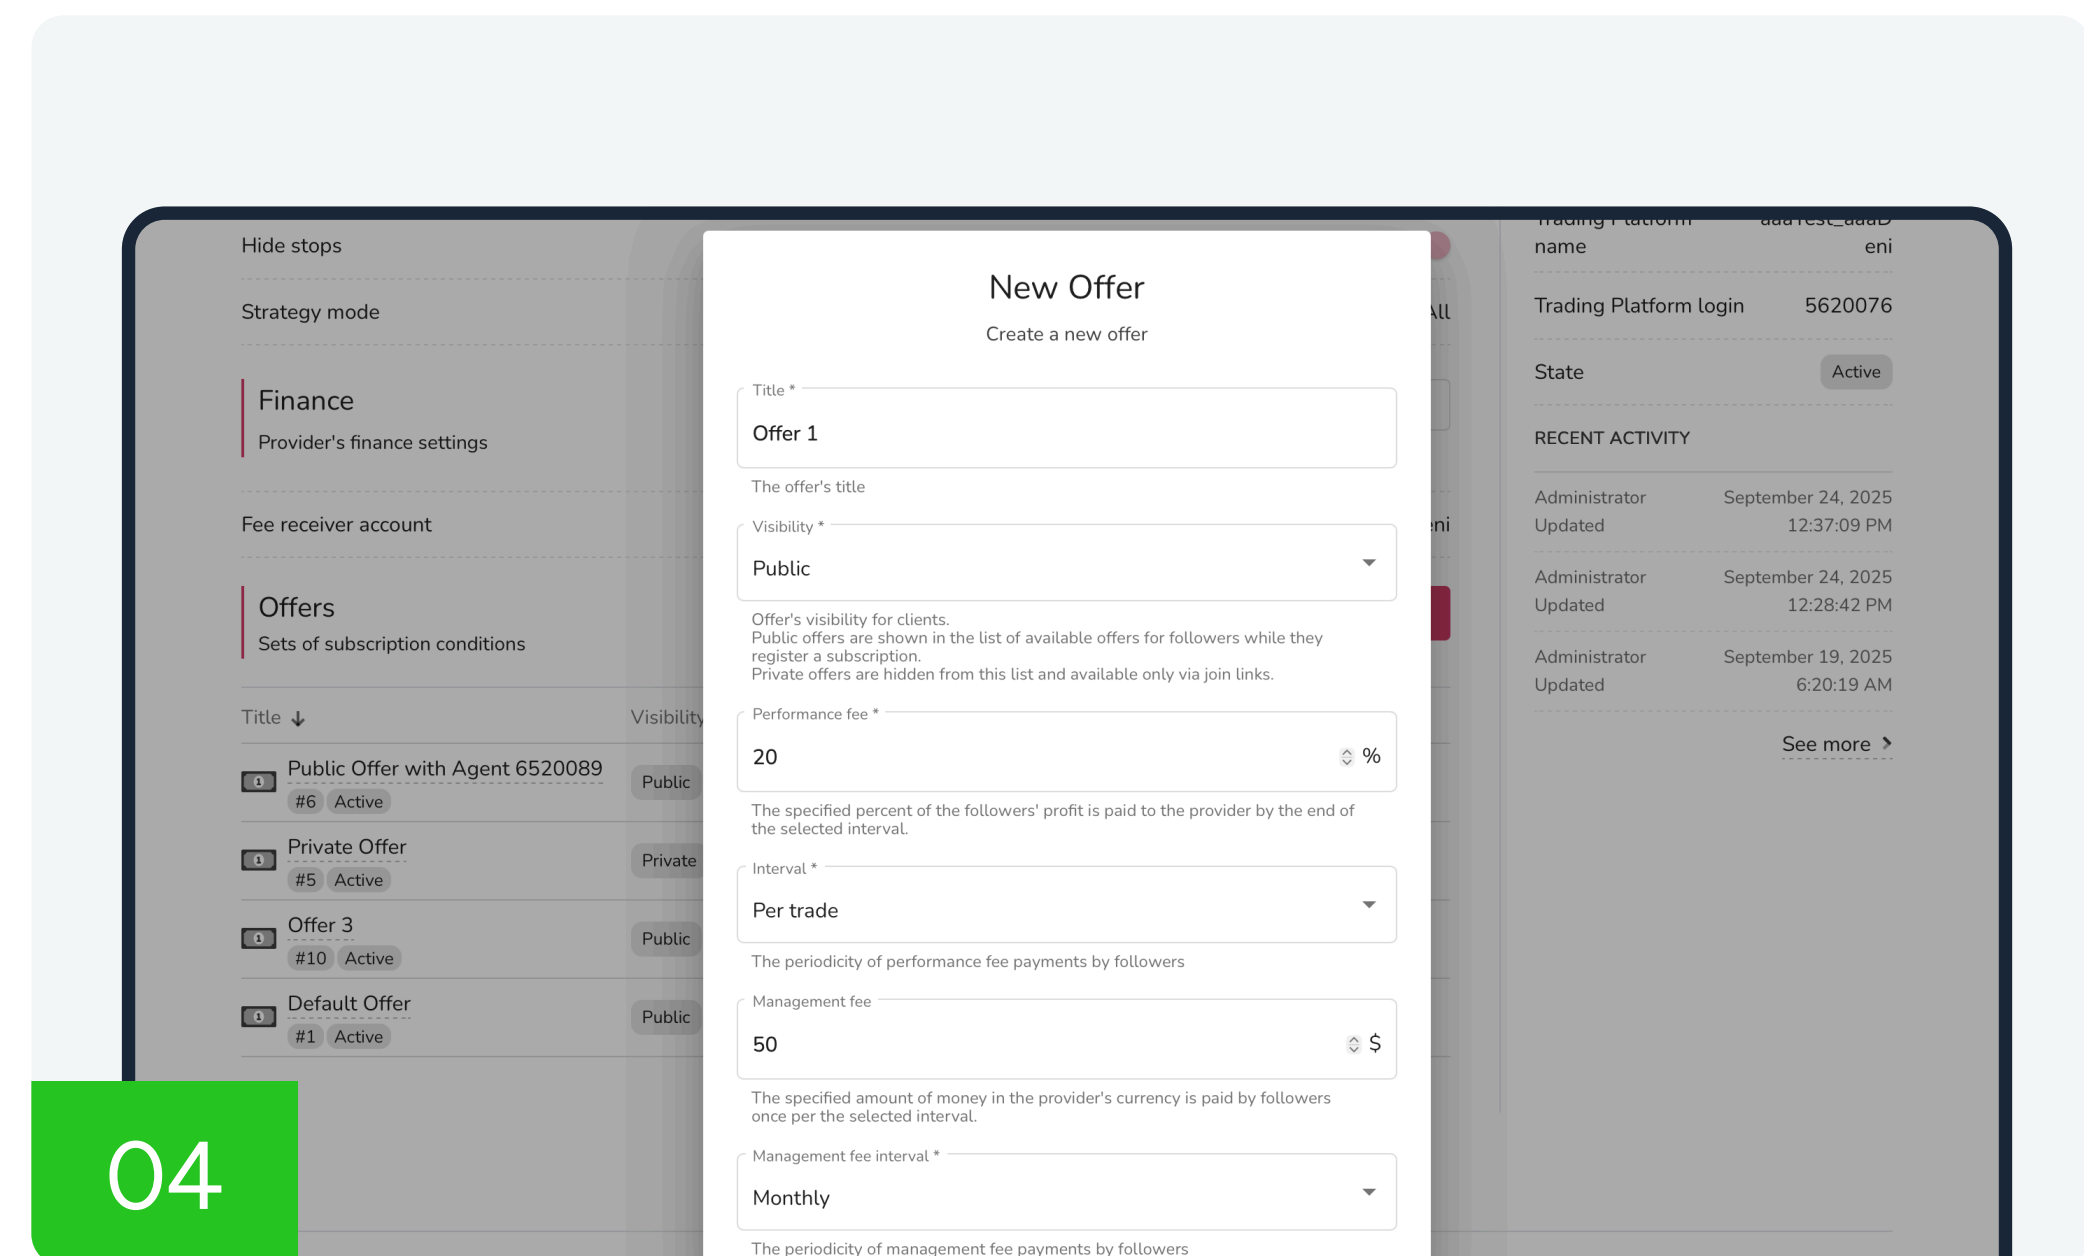 Hide stops
Strategy mode
All
Finance
Provider's finance settings
Fee receiver account
eni
Offers
Sets of subscription conditions
Title
Visibility
Public Offer with Agent 6520089
#6 Active
Public
Private Offer
#5 Active
Private
Offer 3
#10 Active
Public
Default Offer
#1 Active
Public
04
New Offer
Create a new offer
Title *
Offer 1
The offer's title
Visibility *
Public
Offer's visibility for clients.
Public offers are shown in the list of available offers for followers while they
register a subscription.
Private offers are hidden from this list and available only via join links.
Performance fee *
20 %
The specified percent of the followers' profit is paid to the provider by the end of
the selected interval.
Interval *
Per trade
The periodicity of performance fee payments by followers
Management fee
50 $
The specified amount of money in the provider's currency is paid by followers
once per the selected interval.
Management fee interval *
Monthly
The periodicity of management fee payments by followers
Trading Platform aaaTest_aaaD
name eni
Trading Platform login 5620076
State Active
RECENT ACTIVITY
Administrator September 24, 2025
Updated 12:37:09 PM
Administrator September 24, 2025
Updated 12:28:42 PM
Administrator September 19, 2025
Updated 6:20:19 AM
See more